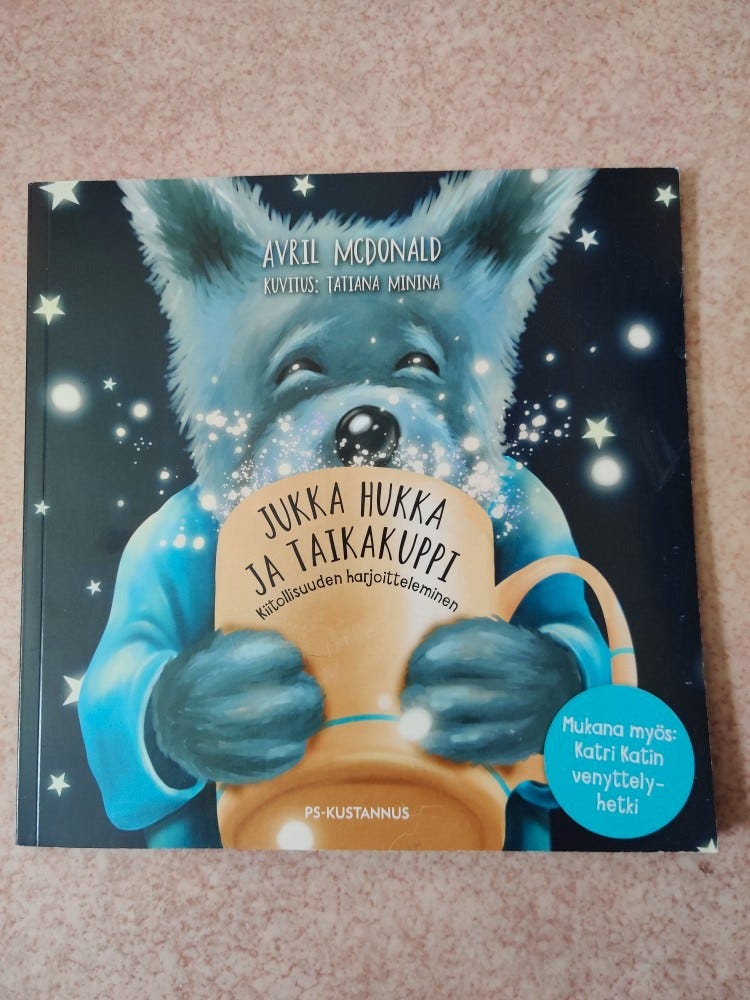 AVRIL MCDONALD
KUVITUS: TATIANA MININA
JUKKA HUKKA
JA TAIKAKUPPI
Kiitollisuuden harjoitteleminen
Mukana myös:
Katri Katin
venyttely-
hetki
PS-KUSTANNUS